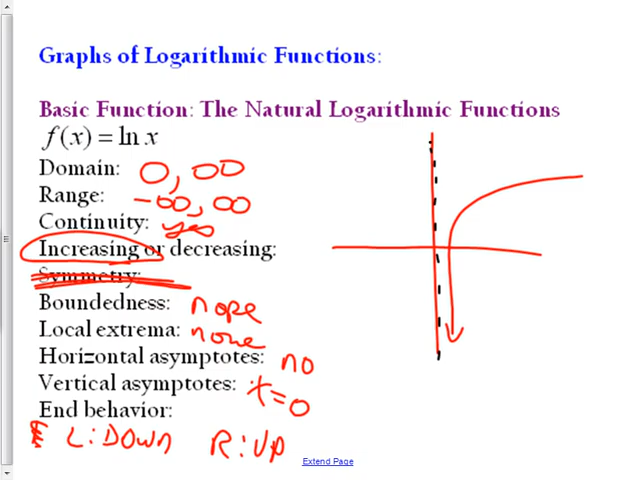 Graphs of Logarithmic Functions:
Basic Function: The Natural Logarithmic Functions
f(x) = ln x
Domain: 0, ∞
Range: -∞, ∞
Continuity: yes
Increasing or decreasing:
Symmetry:
Boundedness: nope
Local extrema: none
Horizontal asymptotes: no
Vertical asymptotes: x=0
End behavior:
L: DOWN R: Up
Extend Page